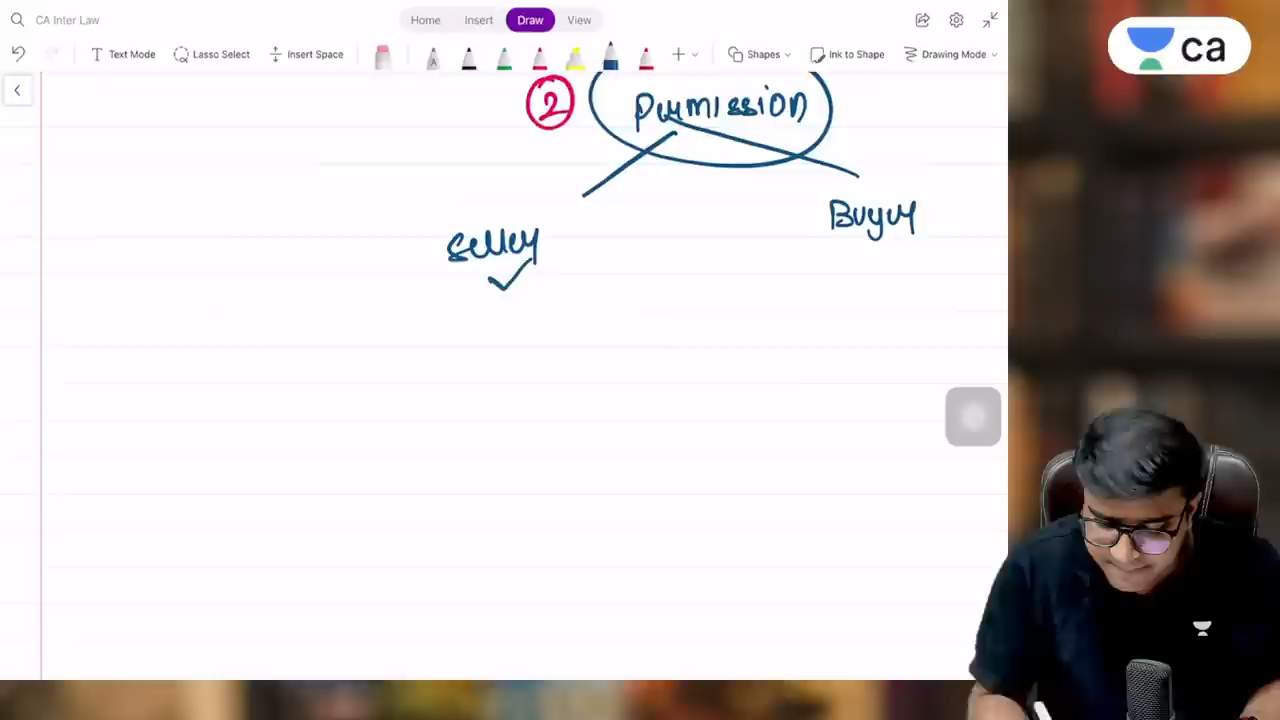 CA Inter Law
Home Insert Draw View
Text Mode Lasso Select Insert Space Shapes Ink to Shape Drawing Mode
ca
2 Permission
Seller
Buyer